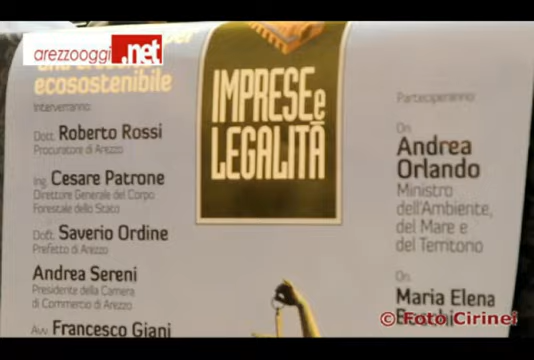 arezzooggi.net
per
ecosostenibile
Interverranno:
Dott. Roberto Rossi
Procuratore di Arezzo
Ing. Cesare Patrone
Direttore Generale del Corpo
Forestale dello Stato
Dott. Saverio Ordine
Prefetto di Arezzo
Andrea Sereni
Presidente della Camera
di Commercio di Arezzo
Avv. Francesco Giani
IMPRESE e
LEGALITÀ
Parteciperanno:
On.
Andrea
Orlando
Ministro
dell'Ambiente,
del Mare e
del Territorio
On.
Maria Elena
© Foto Cirinei